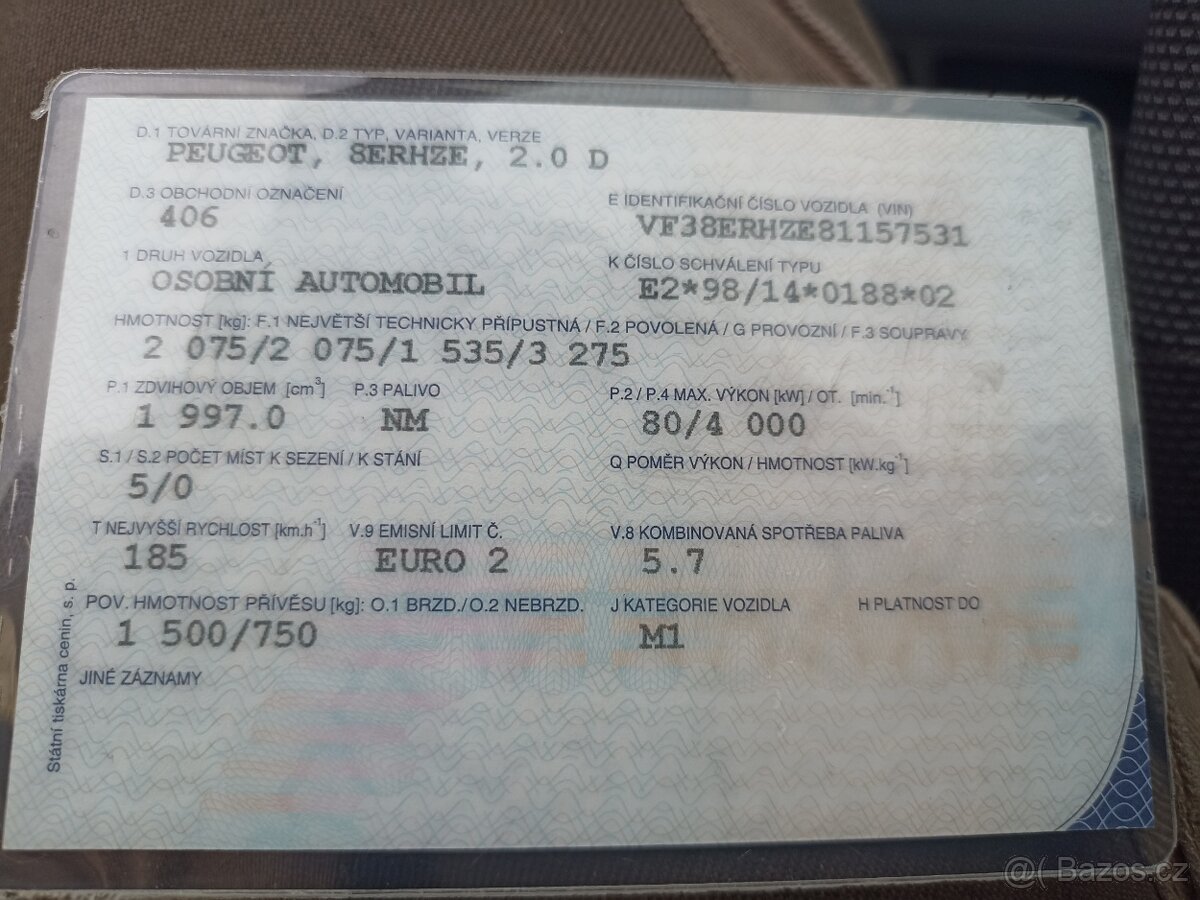 D.1 TOVÁRNÍ ZNAČKA, D.2 TYP, VARIANTA, VERZE
PEUGEOT, 8ERHZE, 2.0 D
D.3 OBCHODNÍ OZNAČENÍ
406
E IDENTIFIKAČNÍ ČÍSLO VOZIDLA (VIN)
VF38ERHZE81157531
1 DRUH VOZIDLA
OSOBNÍ AUTOMOBIL
K ČÍSLO SCHVÁLENÍ TYPU
E2*98/14*0188*02
HMOTNOST [kg]: F.1 NEJVĚTŠÍ TECHNICKY PŘÍPUSTNÁ / F.2 POVOLENÁ / G PROVOZNÍ / F.3 SOUPRAVY
2 075/2 075/1 535/3 275
P.1 ZDVIHOVÝ OBJEM [cm³] P.3 PALIVO P.2 / P.4 MAX. VÝKON [kW] / OT. [min.⁻¹]
1 997.0 NM 80/4 000
S.1 / S.2 POČET MÍST K SEZENÍ / K STÁNÍ Q POMĚR VÝKON / HMOTNOST [kW.kg⁻¹]
5/0
T NEJVYŠŠÍ RYCHLOST [km.h⁻¹] V.9 EMISNÍ LIMIT Č. V.8 KOMBINOVANÁ SPOTŘEBA PALIVA
185 EURO 2 5.7
POV. HMOTNOST PŘÍVĚSU [kg]: O.1 BRZD./O.2 NEBRZD. J KATEGORIE VOZIDLA H PLATNOST DO
1 500/750 M1
JINÉ ZÁZNAMY
Státní tiskárna cenin, s. p.
@( Bazos.cz